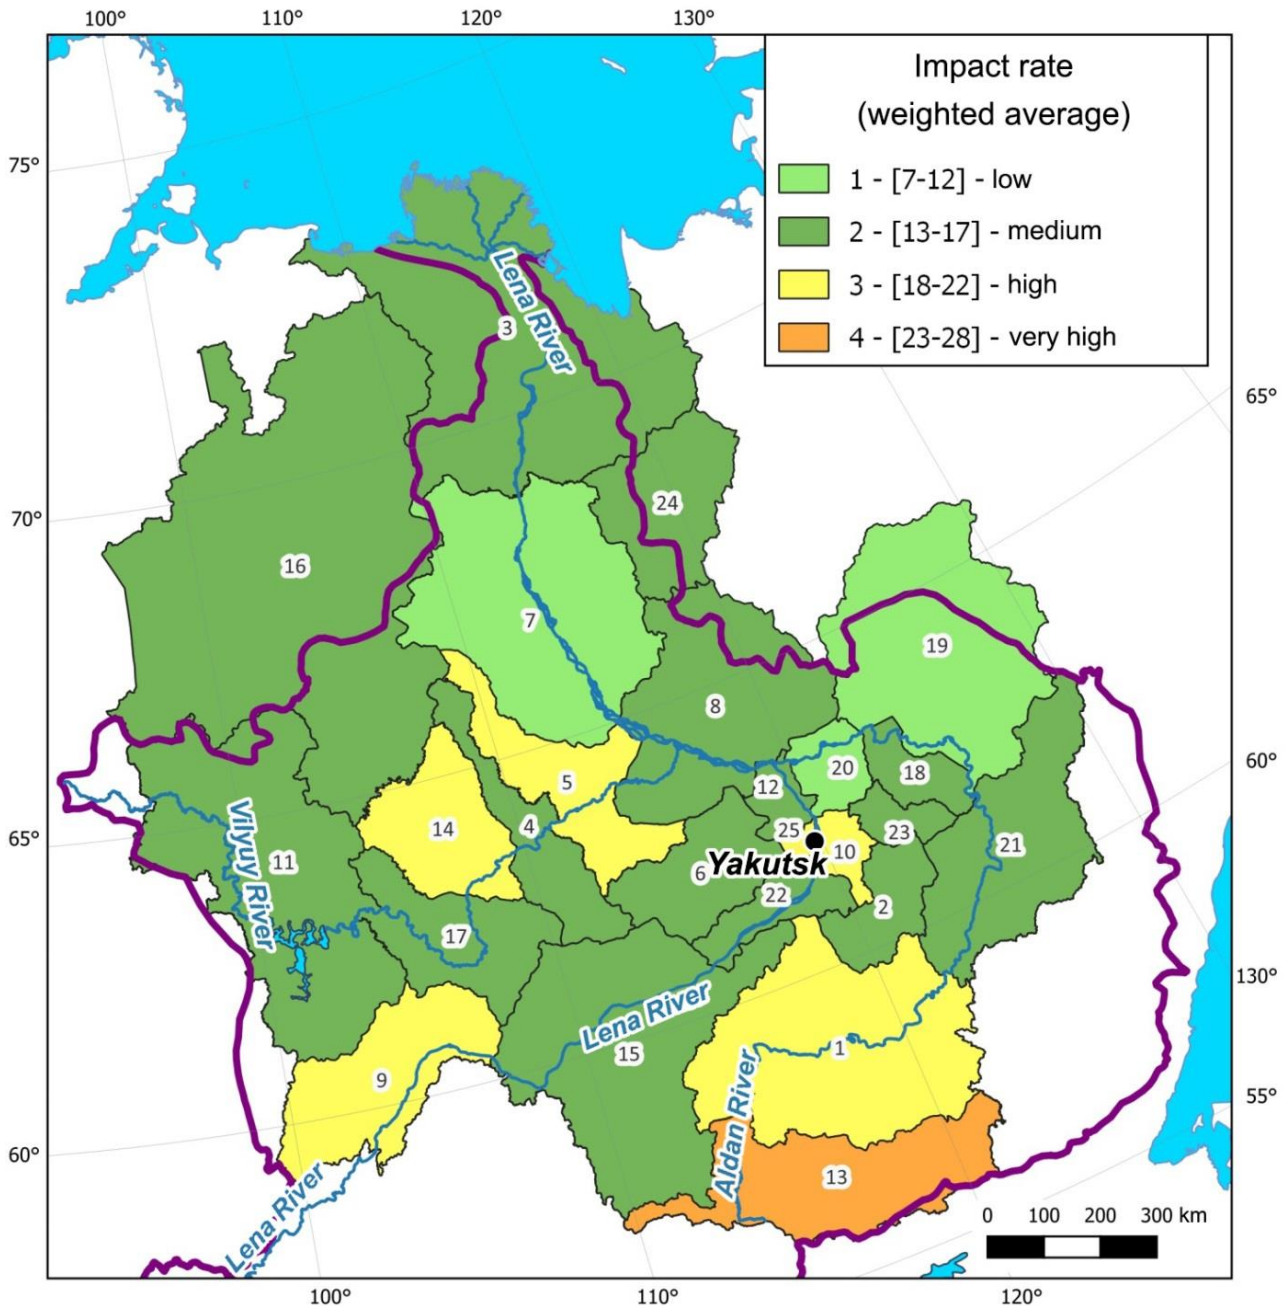 100° 110° 120° 130°
Impact rate
(weighted average)
1 - [7-12] - low
2 - [13-17] - medium
3 - [18-22] - high
4 - [23-28] - very high
75°
Lena River
3
65°
24
70°
16
7
19
8
60°
5
20
18
12
14
4
25
23
65°
Vilyuy River
11
10
21
Yakutsk
6
22
2
17
130°
Lena River
15
1
9
55°
Aldan River
60°
13
Lena River
0 100 200 300 km
100° 110° 120°